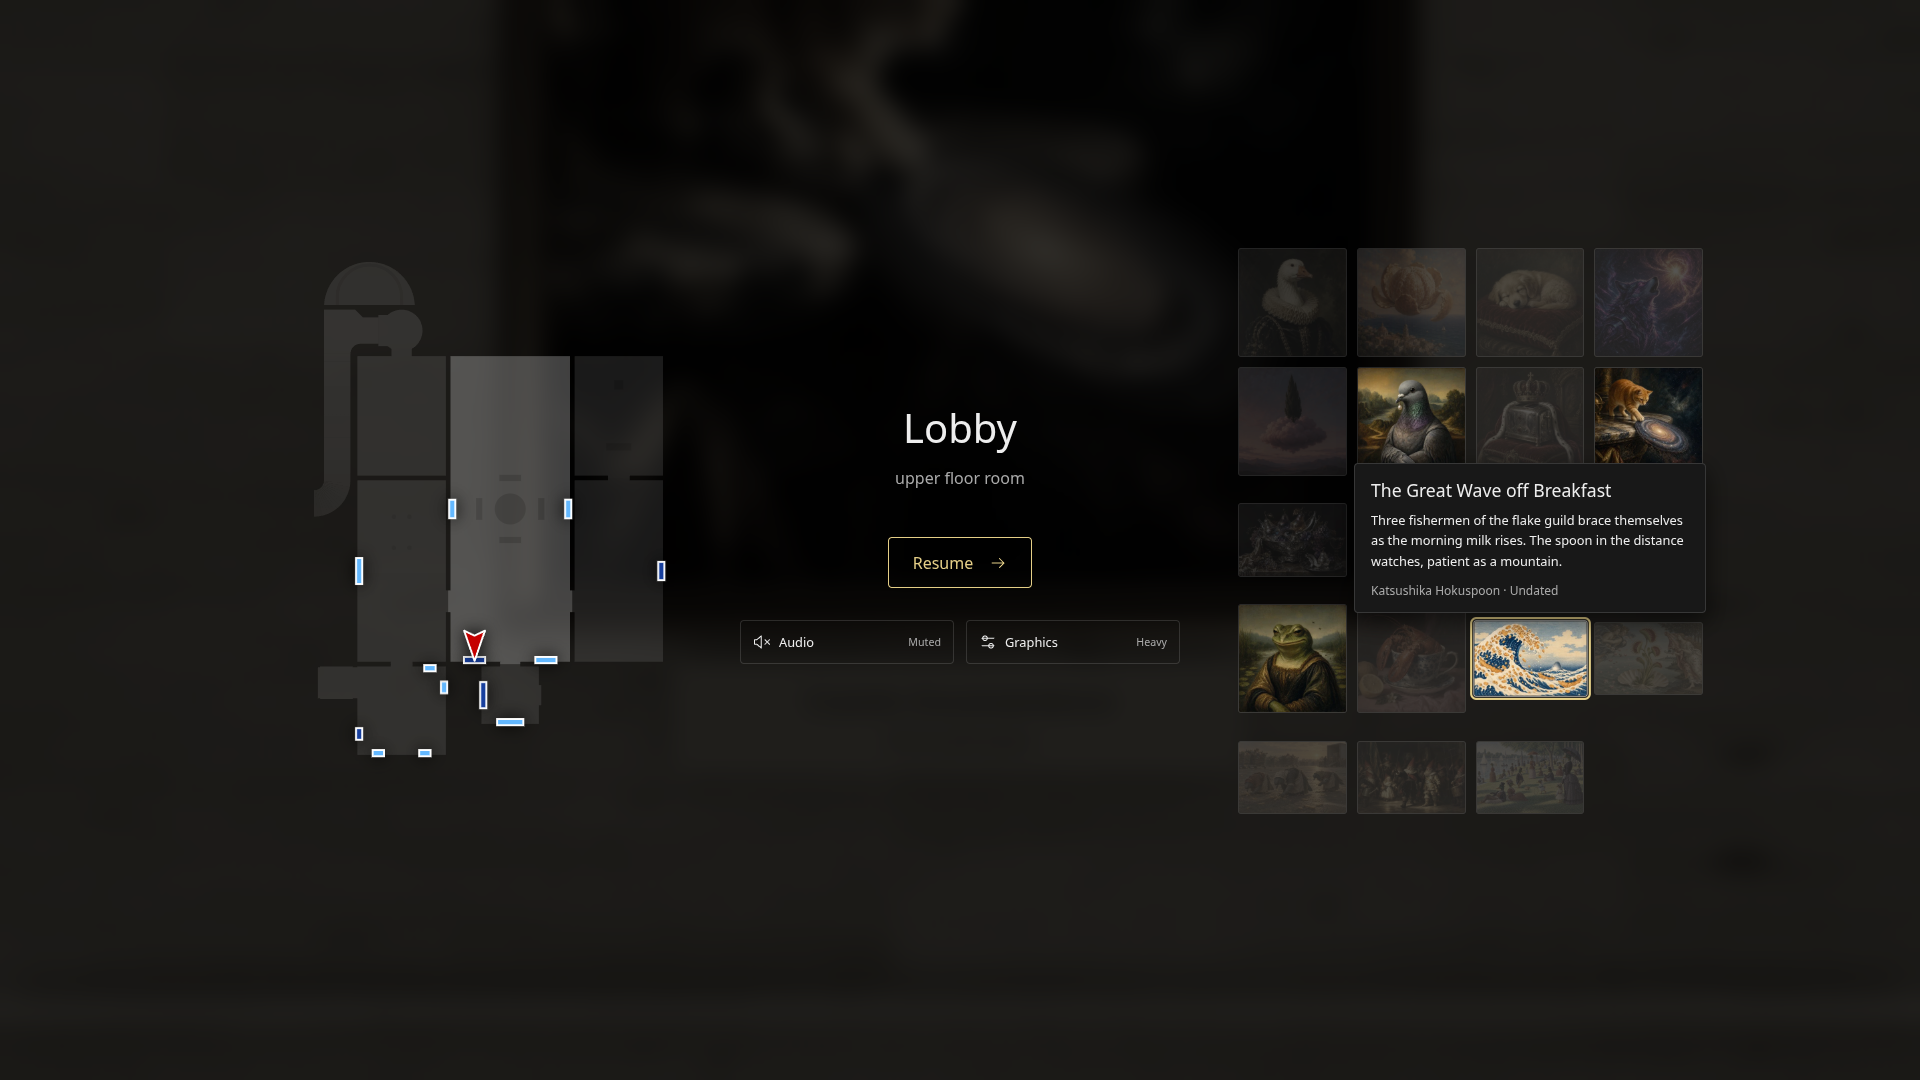 Lobby
upper floor room
Resume
Audio
Muted
Graphics
Heavy
The Great Wave off Breakfast
Three fishermen of the flake guild brace themselves
as the morning milk rises. The spoon in the distance
watches, patient as a mountain.
Katsushika Hokuspoon · Undated